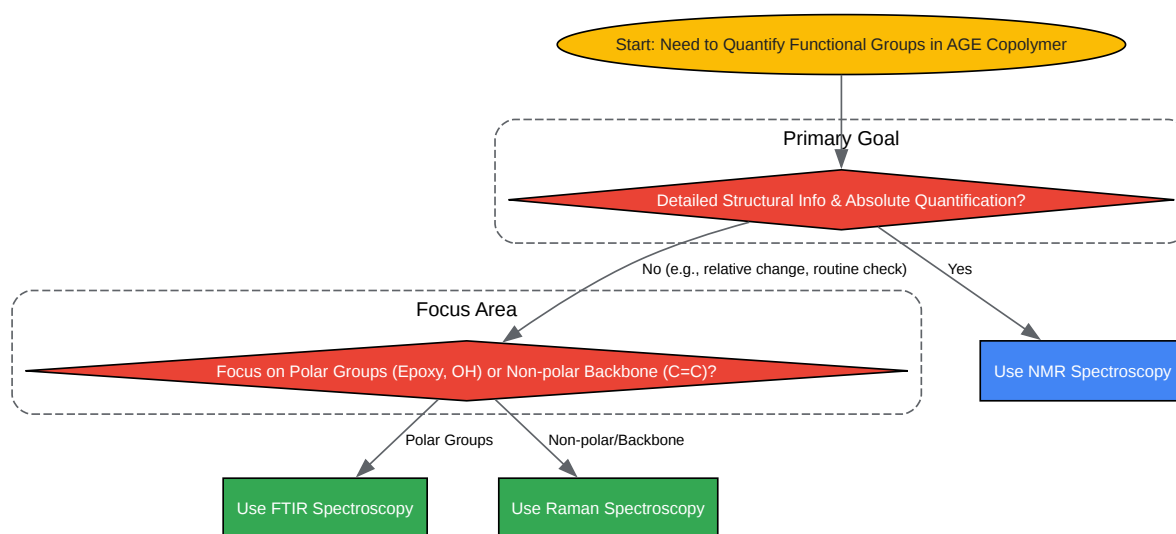 Start: Need to Quantify Functional Groups in AGE Copolymer
Primary Goal
Detailed Structural Info & Absolute Quantification?
No (e.g., relative change, routine check)
Yes
Focus Area
Focus on Polar Groups (Epoxy, OH) or Non-polar Backbone (C=C)?
Use NMR Spectroscopy
Polar Groups
Non-polar/Backbone
Use FTIR Spectroscopy
Use Raman Spectroscopy